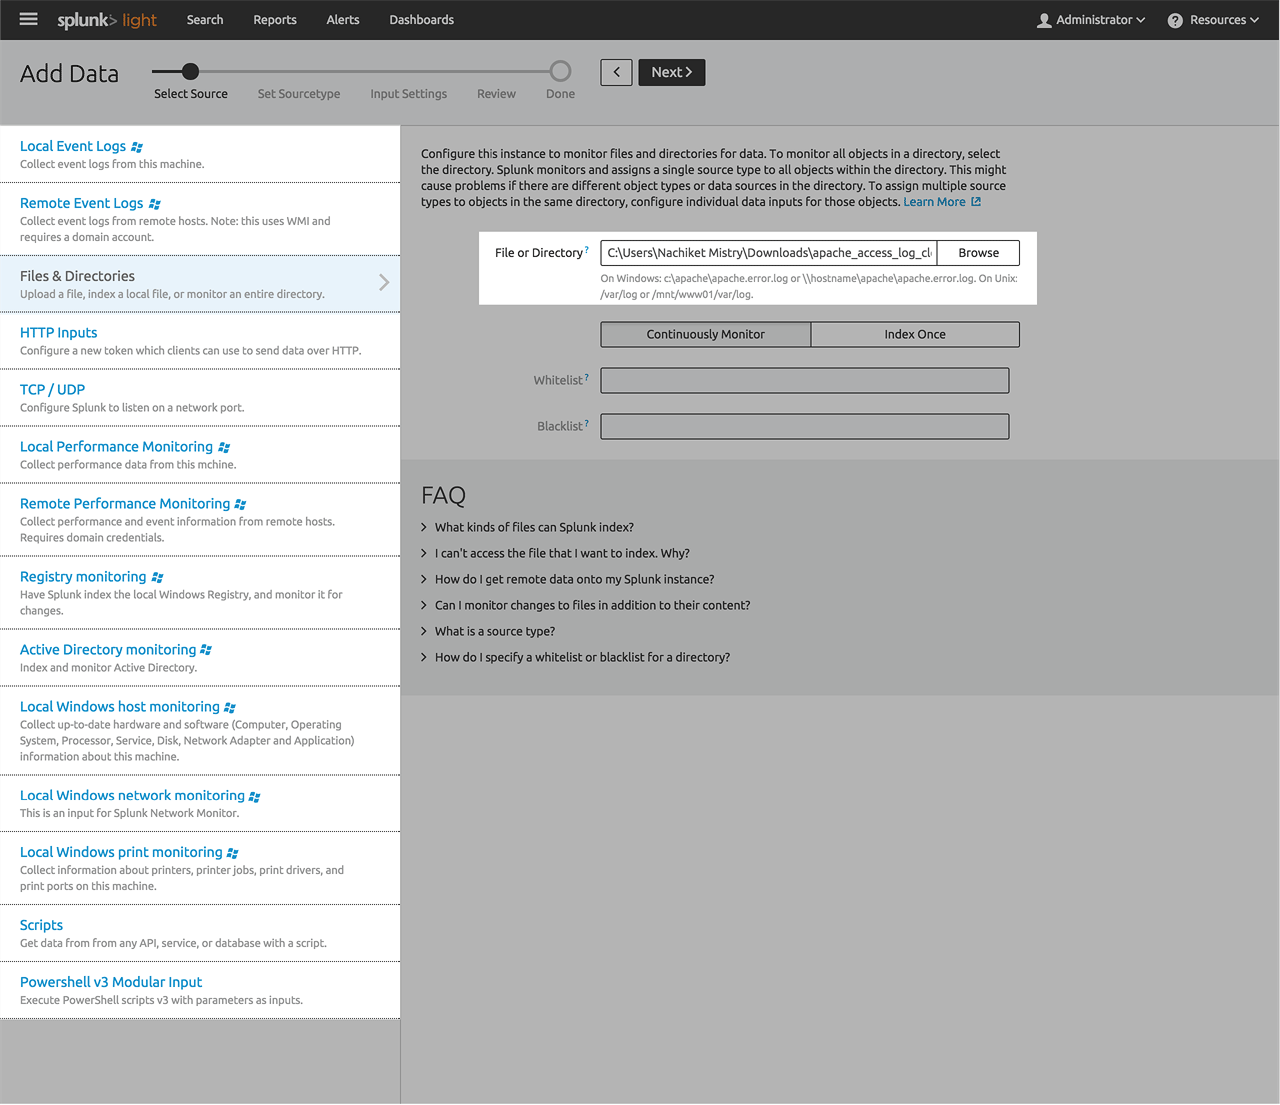 splunk> light
Search
Reports
Alerts
Dashboards
Administrator
? Resources
Add Data
Select Source
Set Sourcetype
Input Settings
Review
Done
Next
Local Event Logs
Collect event logs from this machine.
Remote Event Logs
Collect event logs from remote hosts. Note: this uses WMI and
requires a domain account.
Files & Directories
Upload a file, index a local file, or monitor an entire directory.
HTTP Inputs
Configure a new token which clients can use to send data over HTTP.
TCP / UDP
Configure Splunk to listen on a network port.
Local Performance Monitoring
Collect performance data from this mchine.
Remote Performance Monitoring
Collect performance and event information from remote hosts.
Requires domain credentials.
Registry monitoring
Have Splunk index the local Windows Registry, and monitor it for
changes.
Active Directory monitoring
Index and monitor Active Directory.
Local Windows host monitoring
Collect up-to-date hardware and software (Computer, Operating
System, Processor, Service, Disk, Network Adapter and Application)
information about this machine.
Local Windows network monitoring
This is an input for Splunk Network Monitor.
Local Windows print monitoring
Collect information about printers, printer jobs, print drivers, and
print ports on this machine.
Scripts
Get data from from any API, service, or database with a script.
Powershell v3 Modular Input
Execute PowerShell scripts v3 with parameters as inputs.
Configure this instance to monitor files and directories for data. To monitor all objects in a directory, select
the directory. Splunk monitors and assigns a single source type to all objects within the directory. This might
cause problems if there are different object types or data sources in the directory. To assign multiple source
types to objects in the same directory, configure individual data inputs for those objects. Learn More
File or Directory ?
C:\Users\Nachiket Mistry\Downloads\apache_access_log_cl
Browse
On Windows: c:\apache\apache.error.log or \\hostname\apache\apache.error.log. On Unix:
/var/log or /mnt/www01/var/log.
Continuously Monitor
Index Once
Whitelist ?
Blacklist ?
FAQ
What kinds of files can Splunk index?
I can't access the file that I want to index. Why?
How do I get remote data onto my Splunk instance?
Can I monitor changes to files in addition to their content?
What is a source type?
How do I specify a whitelist or blacklist for a directory?